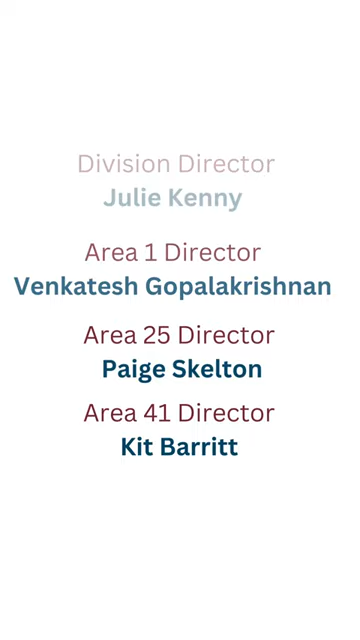 Division Director
Julie Kenny
Area 1 Director
Venkatesh Gopalakrishnan
Area 25 Director
Paige Skelton
Area 41 Director
Kit Barritt